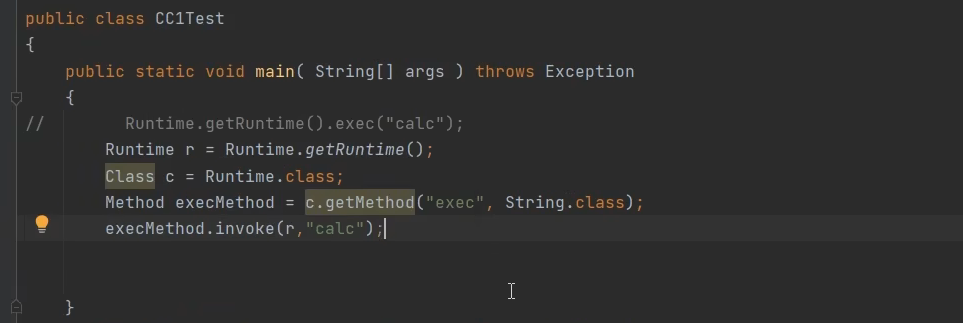 public class CC1Test
{
    public static void main( String[] args ) throws Exception
    {
//        Runtime.getRuntime().exec("calc");
        Runtime r = Runtime.getRuntime();
        Class c = Runtime.class;
        Method execMethod = c.getMethod("exec", String.class);
        execMethod.invoke(r,"calc");
    }